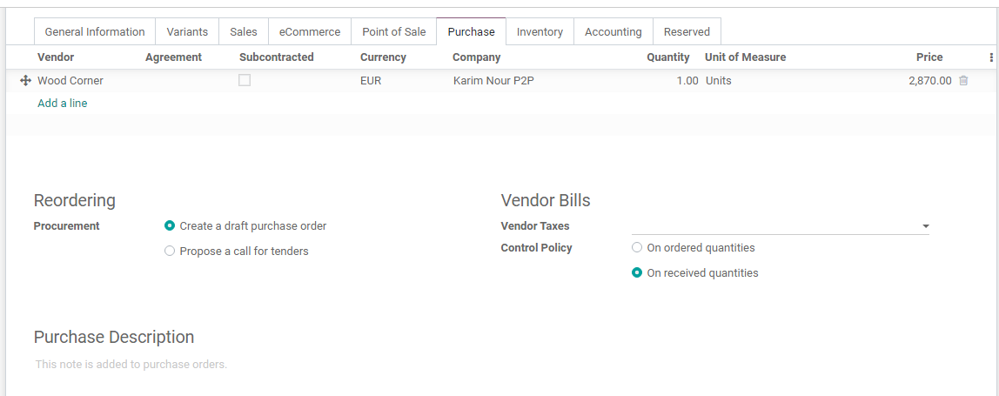 General Information Variants Sales eCommerce Point of Sale Purchase Inventory Accounting Reserved
Vendor Agreement Subcontracted Currency Company Quantity Unit of Measure Price
Wood Corner EUR Karim Nour P2P 1.00 Units 2,870.00
Add a line
Reordering Vendor Bills
Procurement Create a draft purchase order Vendor Taxes
Propose a call for tenders Control Policy On ordered quantities
On received quantities
Purchase Description
This note is added to purchase orders.